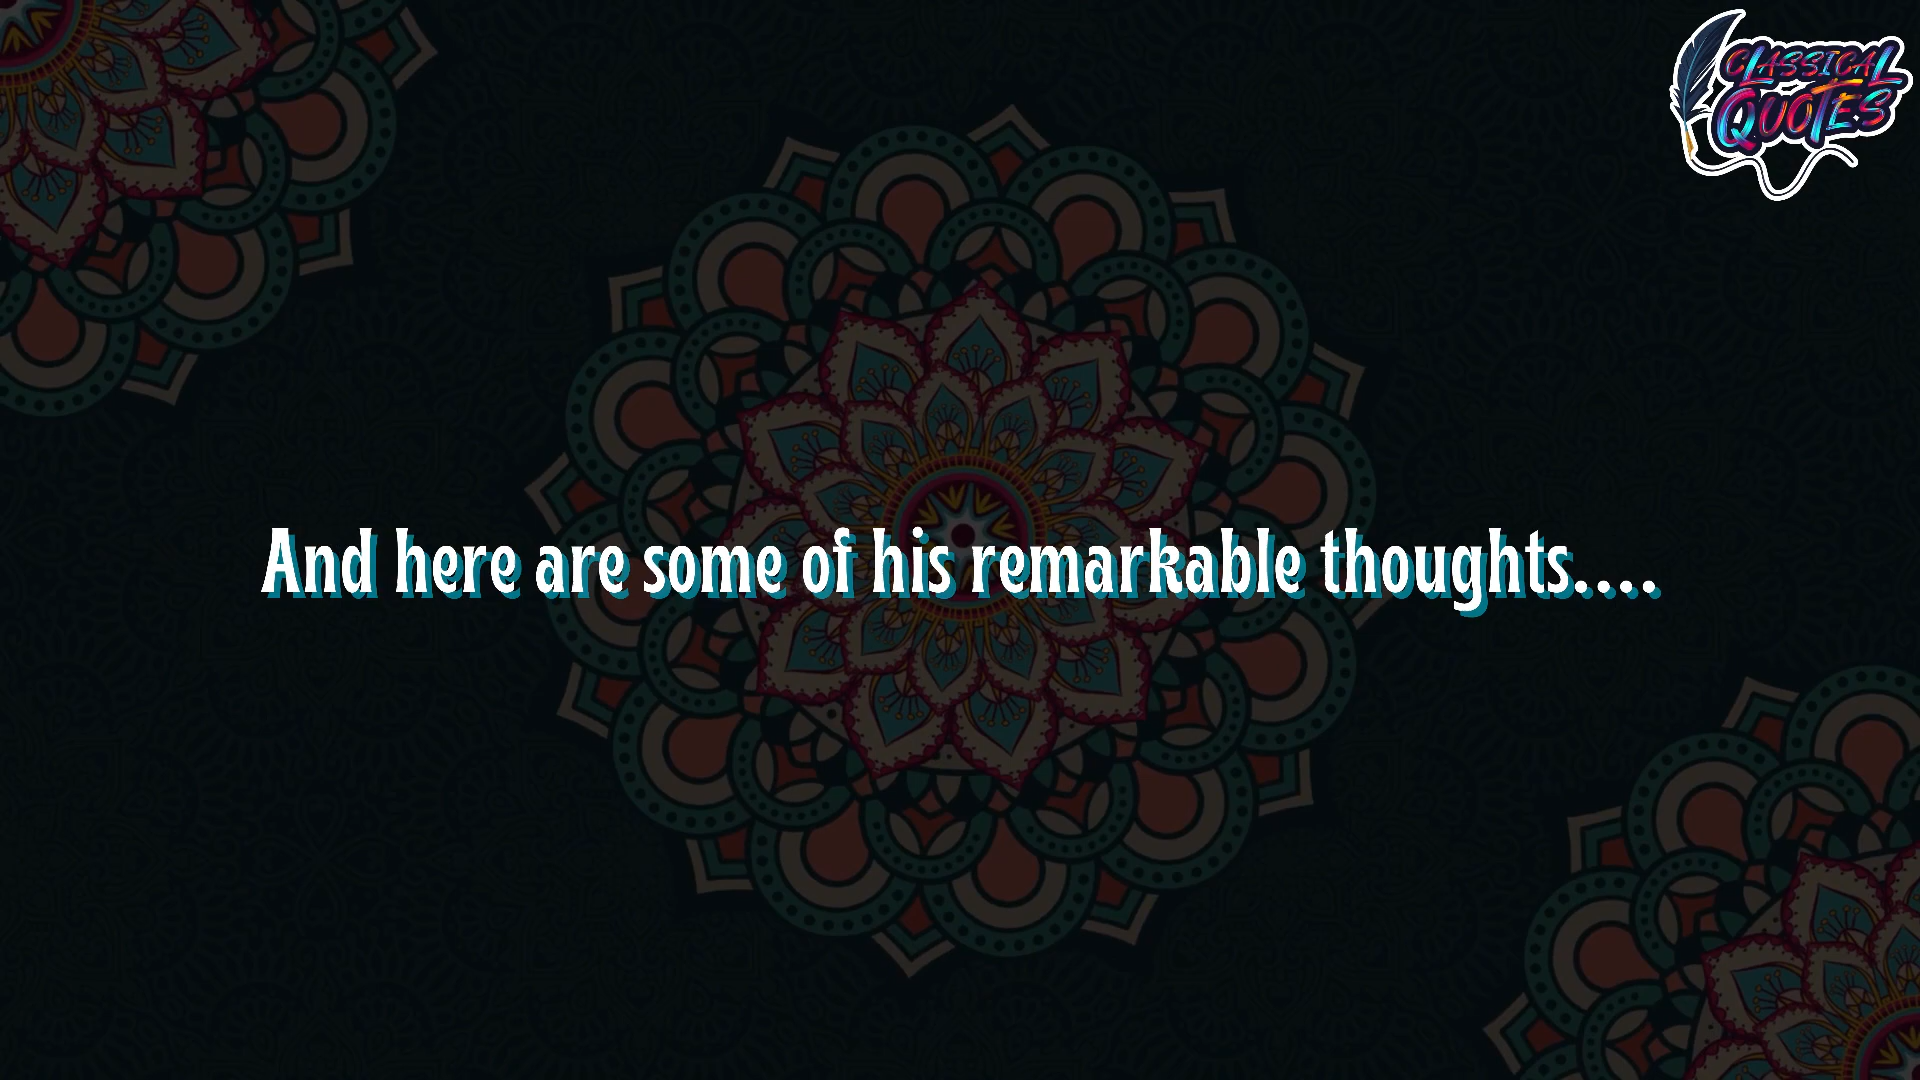 CLASSICAL
QUOTES
And here are some of his remarkable thoughts....